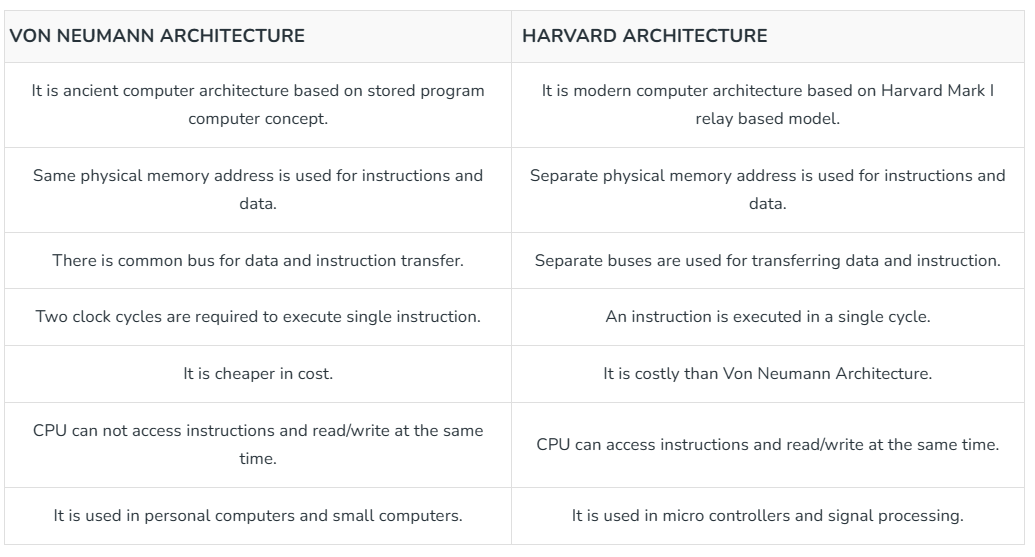 VON NEUMANN ARCHITECTURE
HARVARD ARCHITECTURE
It is ancient computer architecture based on stored program
computer concept.
It is modern computer architecture based on Harvard Mark I
relay based model.
Same physical memory address is used for instructions and
data.
Separate physical memory address is used for instructions and
data.
There is common bus for data and instruction transfer.
Separate buses are used for transferring data and instruction.
Two clock cycles are required to execute single instruction.
An instruction is executed in a single cycle.
It is cheaper in cost.
It is costly than Von Neumann Architecture.
CPU can not access instructions and read/write at the same
time.
CPU can access instructions and read/write at the same time.
It is used in personal computers and small computers.
It is used in micro controllers and signal processing.